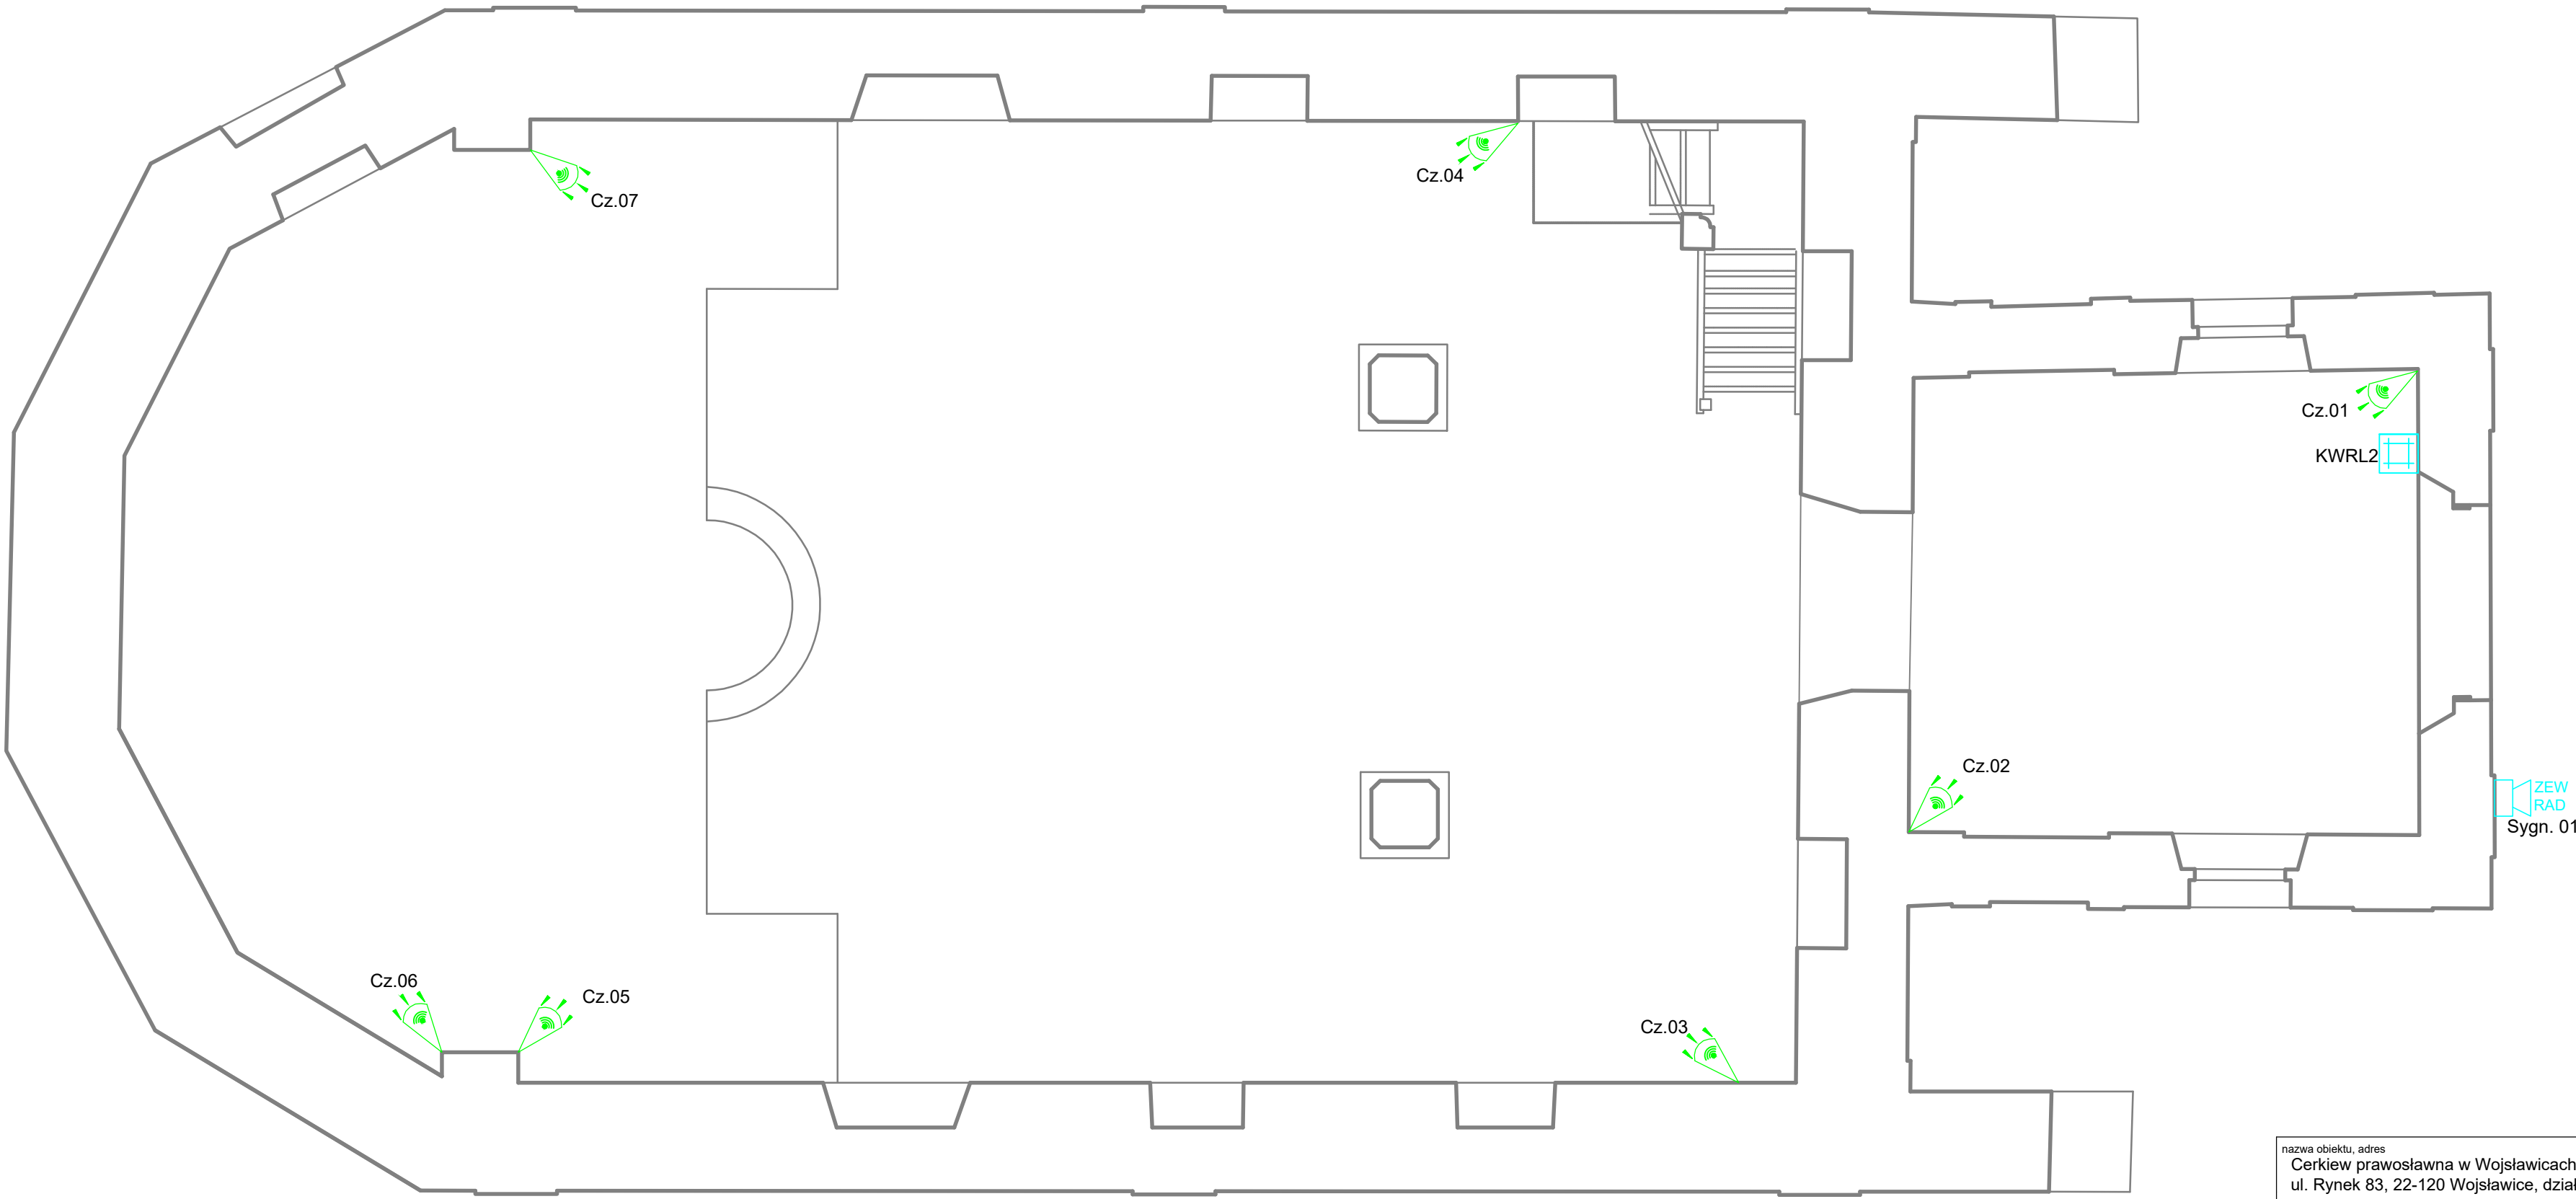 Cz.07
Cz.04
Cz.01
KWRL2
Cz.02
ZEW
RAD
Sygn. 01
Cz.06
Cz.05
Cz.03
nazwa obiektu, adres
Cerkiew prawosławna w Wojsławicach
ul. Rynek 83, 22-120 Wojsławice,